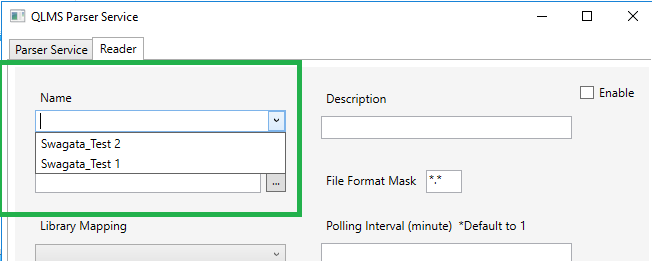 QLMS Parser Service
Parser Service Reader
Name
Description
Enable
Swagata_Test 2
Swagata_Test 1
...
File Format Mask *.*
Library Mapping
Polling Interval (minute) *Default to 1